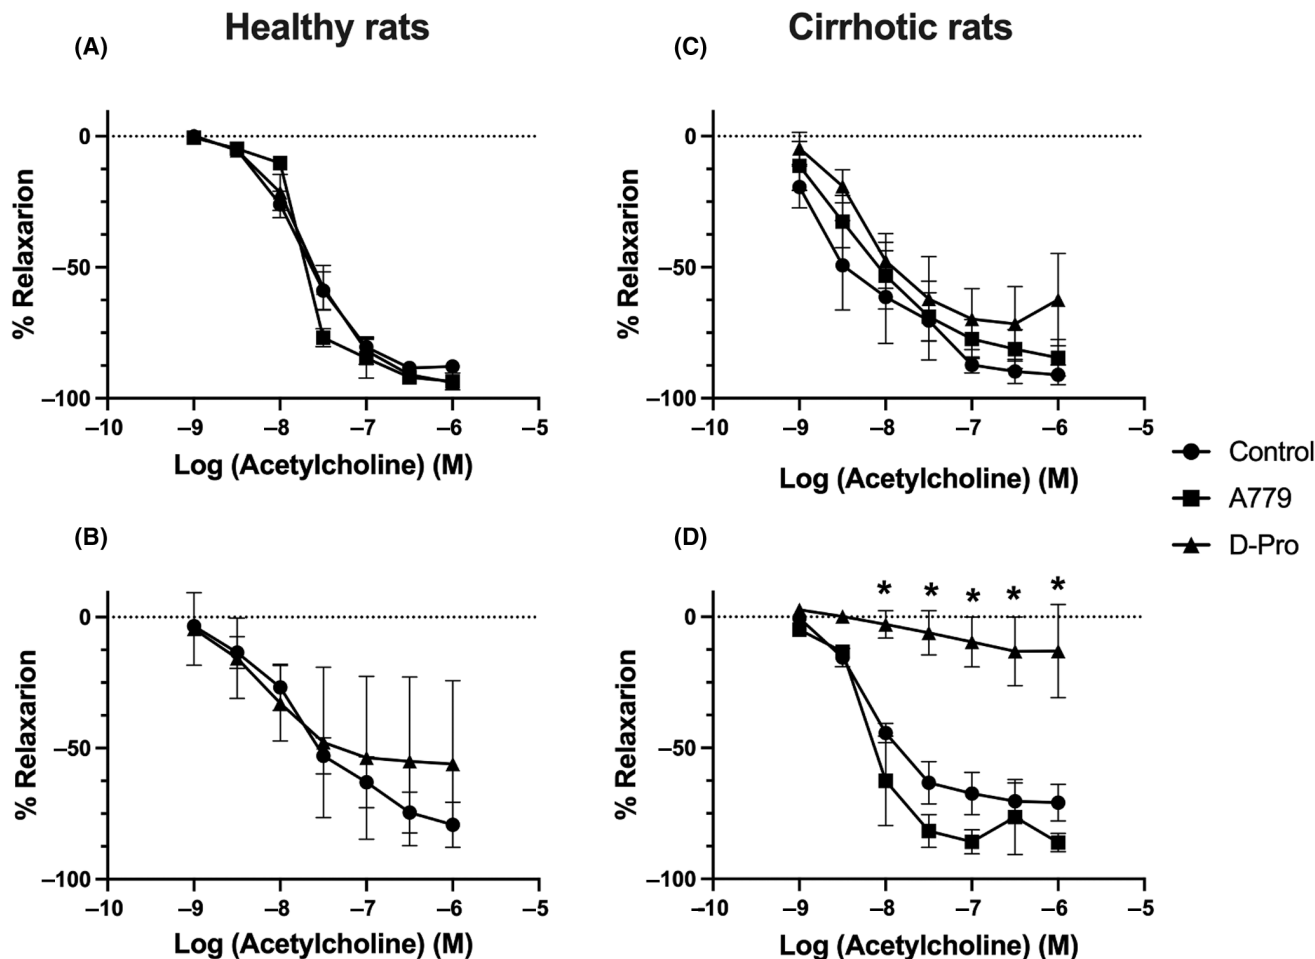 Healthy rats
Cirrhotic rats
(A)
(C)
0
–50
–100
% Relaxarion
–10 –9 –8 –7 –6 –5
Log (Acetylcholine) (M)
0
–50
–100
% Relaxarion
–10 –9 –8 –7 –6 –5
Log (Acetylcholine) (M)
Control
A779
D-Pro
(B)
(D)
0
–50
–100
% Relaxarion
–10 –9 –8 –7 –6 –5
Log (Acetylcholine) (M)
* * * * *
0
–50
–100
% Relaxarion
–10 –9 –8 –7 –6 –5
Log (Acetylcholine) (M)